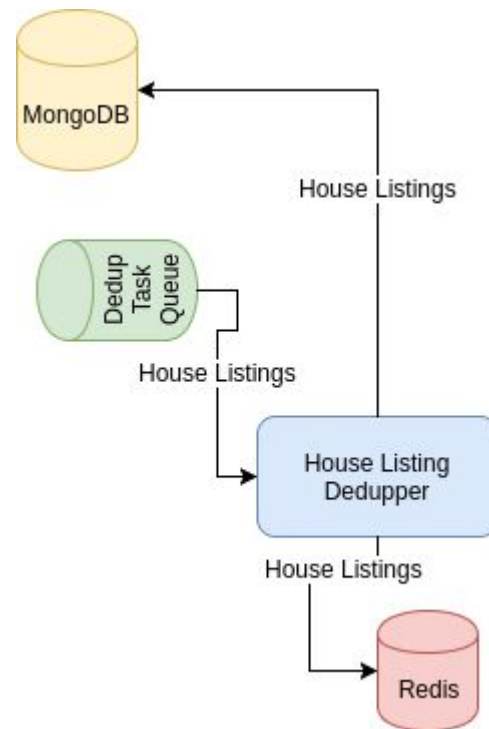 MongoDB
House Listings
Dedup
Task
Queue
House Listings
House Listing
Dedupper
House Listings
Redis